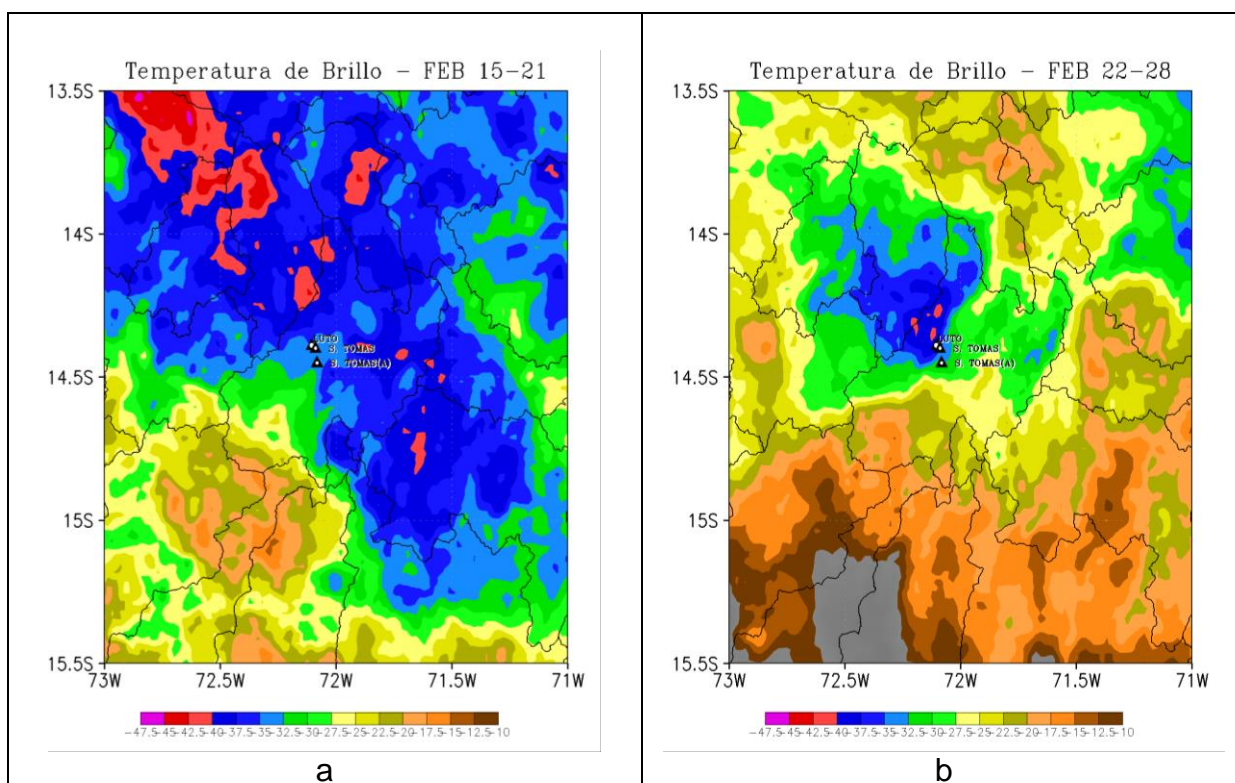 Temperatura de Brillo - FEB 15-21
13.5S
14S
LUTO
S. TOMAS
S. TOMAS(A)
14.5S
15S
15.5S
73W 72.5W 72W 71.5W 71W
-47.5-45-42.5-40-37.5-35-32.5-30-27.5-25-22.5-20-17.5-15-12.5-10
a
Temperatura de Brillo - FEB 22-28
13.5S
14S
LUTO
S. TOMAS
S. TOMAS(A)
14.5S
15S
15.5S
73W 72.5W 72W 71.5W 71W
-47.5-45-42.5-40-37.5-35-32.5-30-27.5-25-22.5-20-17.5-15-12.5-10
b